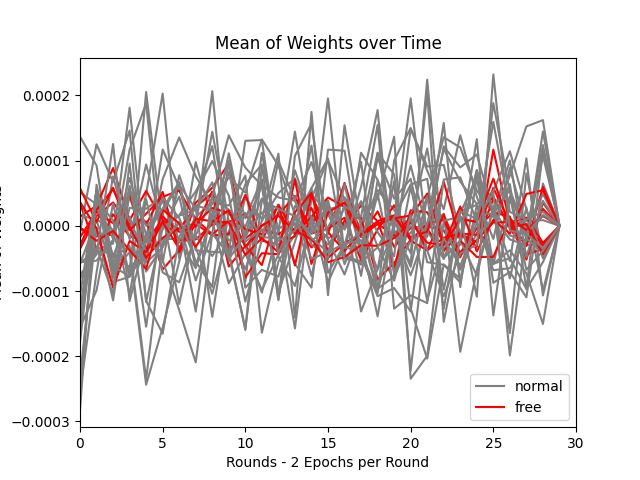 Mean of Weights over Time
0.0002
0.0001
0.0000
−0.0001
−0.0002
−0.0003
0 5 10 15 20 25 30
Rounds - 2 Epochs per Round
normal
free